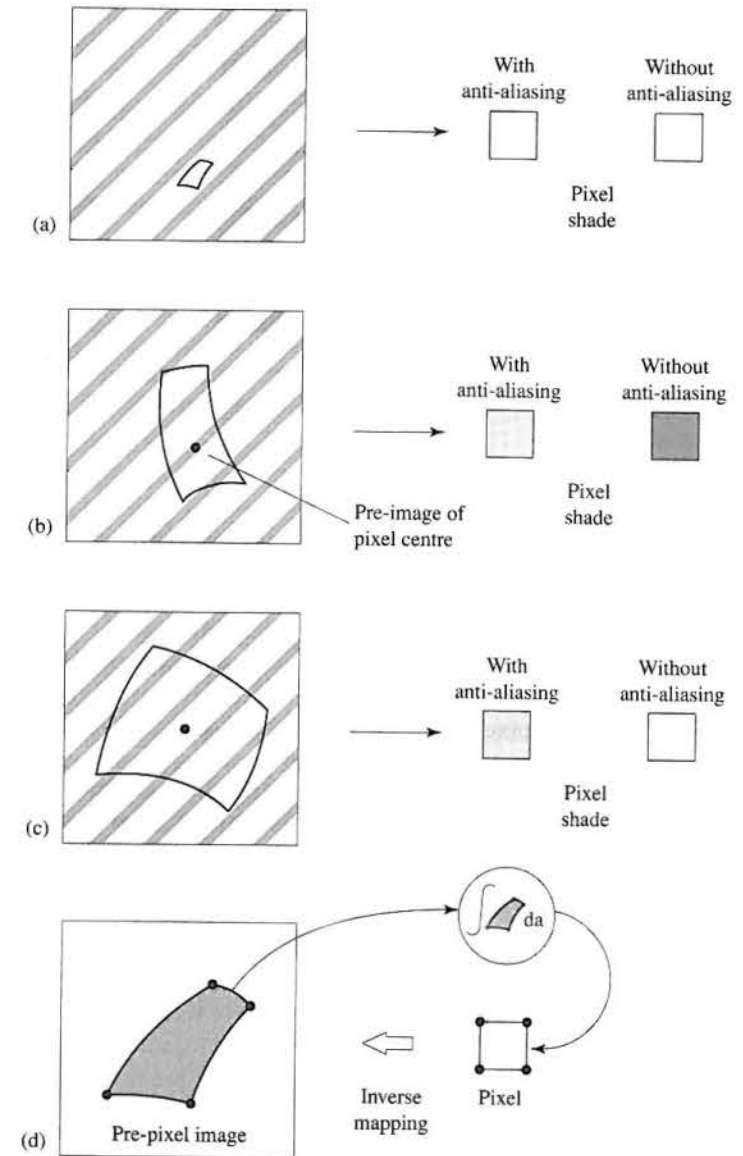 With
anti-aliasing
Without
anti-aliasing
Pixel
shade
(a)
With
anti-aliasing
Without
anti-aliasing
Pixel
shade
Pre-image of
pixel centre
(b)
With
anti-aliasing
Without
anti-aliasing
Pixel
shade
(c)
∫ da
Inverse
mapping
Pixel
Pre-pixel image
(d)